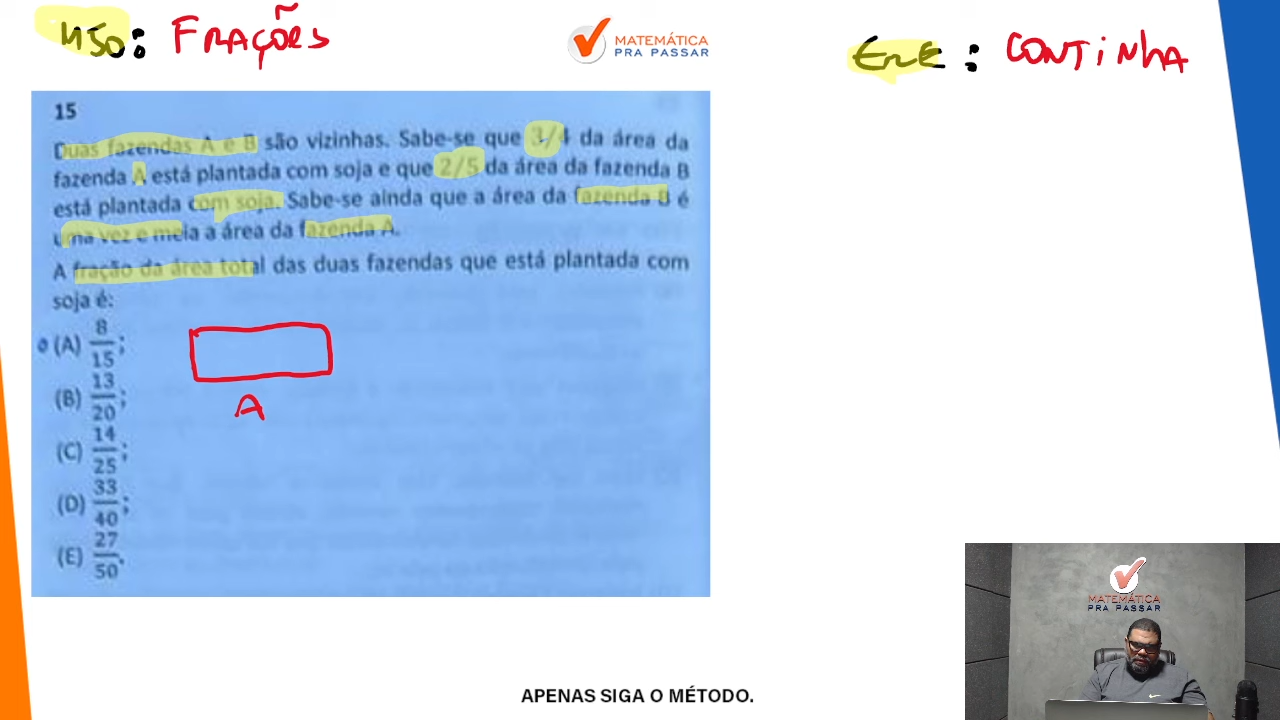 MSO: FRAÇÕES
MATEMÁTICA
PRA PASSAR
: CONTINHA
15
Duas fazendas A e B são vizinhas. Sabe-se que 3/4 da área da
fazenda A está plantada com soja e que 2/5 da área da fazenda B
está plantada com soja. Sabe-se ainda que a área da fazenda B é
uma vez e meia a área da fazenda A.
A fração da área total das duas fazendas que está plantada com
soja é:
(A) 8/15;
(B) 13/20;
(C) 14/25;
(D) 33/40;
(E) 27/50.
A
MATEMÁTICA
PRA PASSAR
APENAS SIGA O MÉTODO.